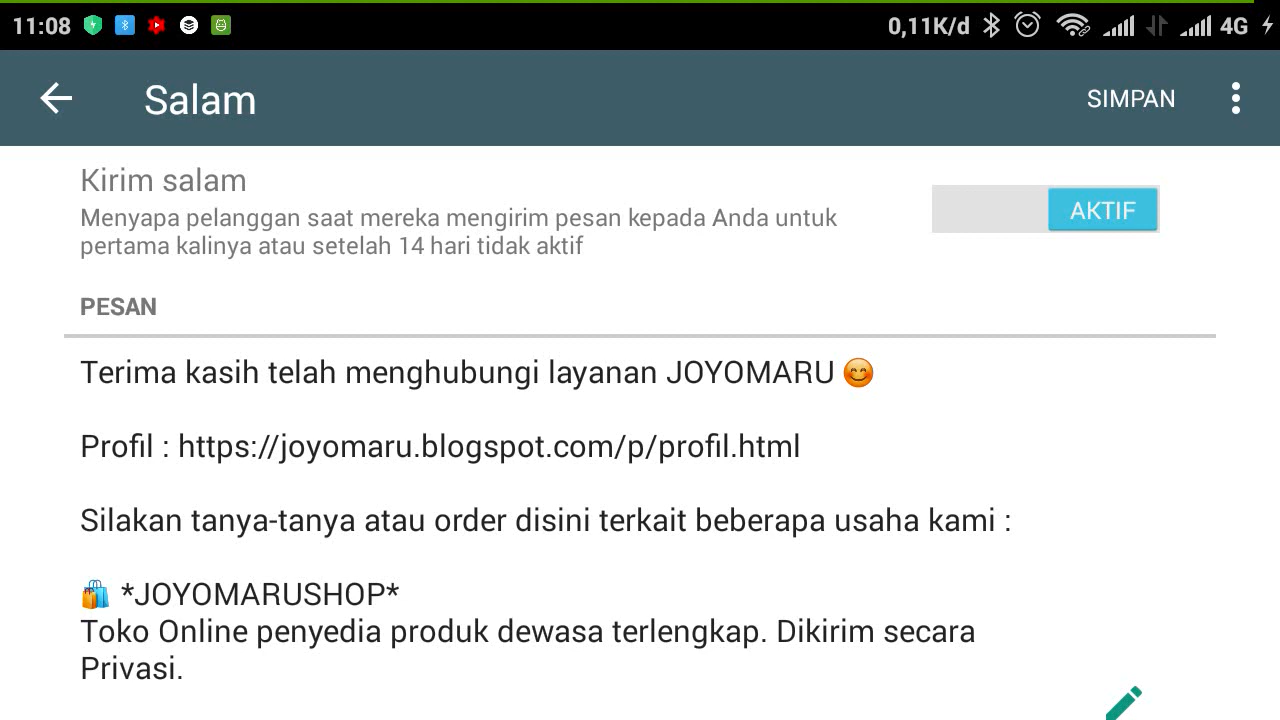 11:08 0,11K/d 4G
Salam SIMPAN
Kirim salam
Menyapa pelanggan saat mereka mengirim pesan kepada Anda untuk
pertama kalinya atau setelah 14 hari tidak aktif
AKTIF
PESAN
Terima kasih telah menghubungi layanan JOYOMARU 😊
Profil : https://joyomaru.blogspot.com/p/profil.html
Silakan tanya-tanya atau order disini terkait beberapa usaha kami :
🛍️ *JOYOMARUSHOP*
Toko Online penyedia produk dewasa terlengkap. Dikirim secara
Privasi.